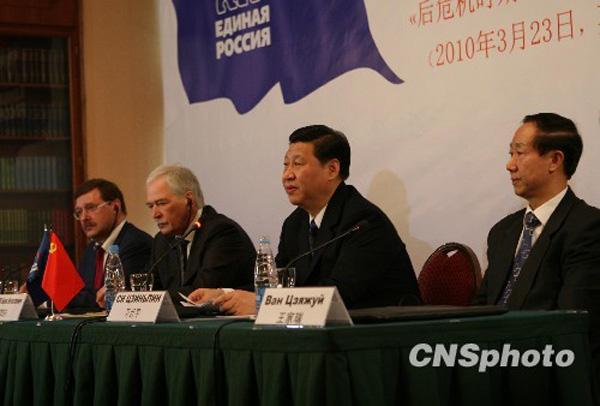 ЕДИНАЯ
РОССИЯ
«后危机时
(2010年3月23日，
СИ ЦЗИНЬПИН
习近平
Ван Цзяжуй
王家瑞
CNSphoto